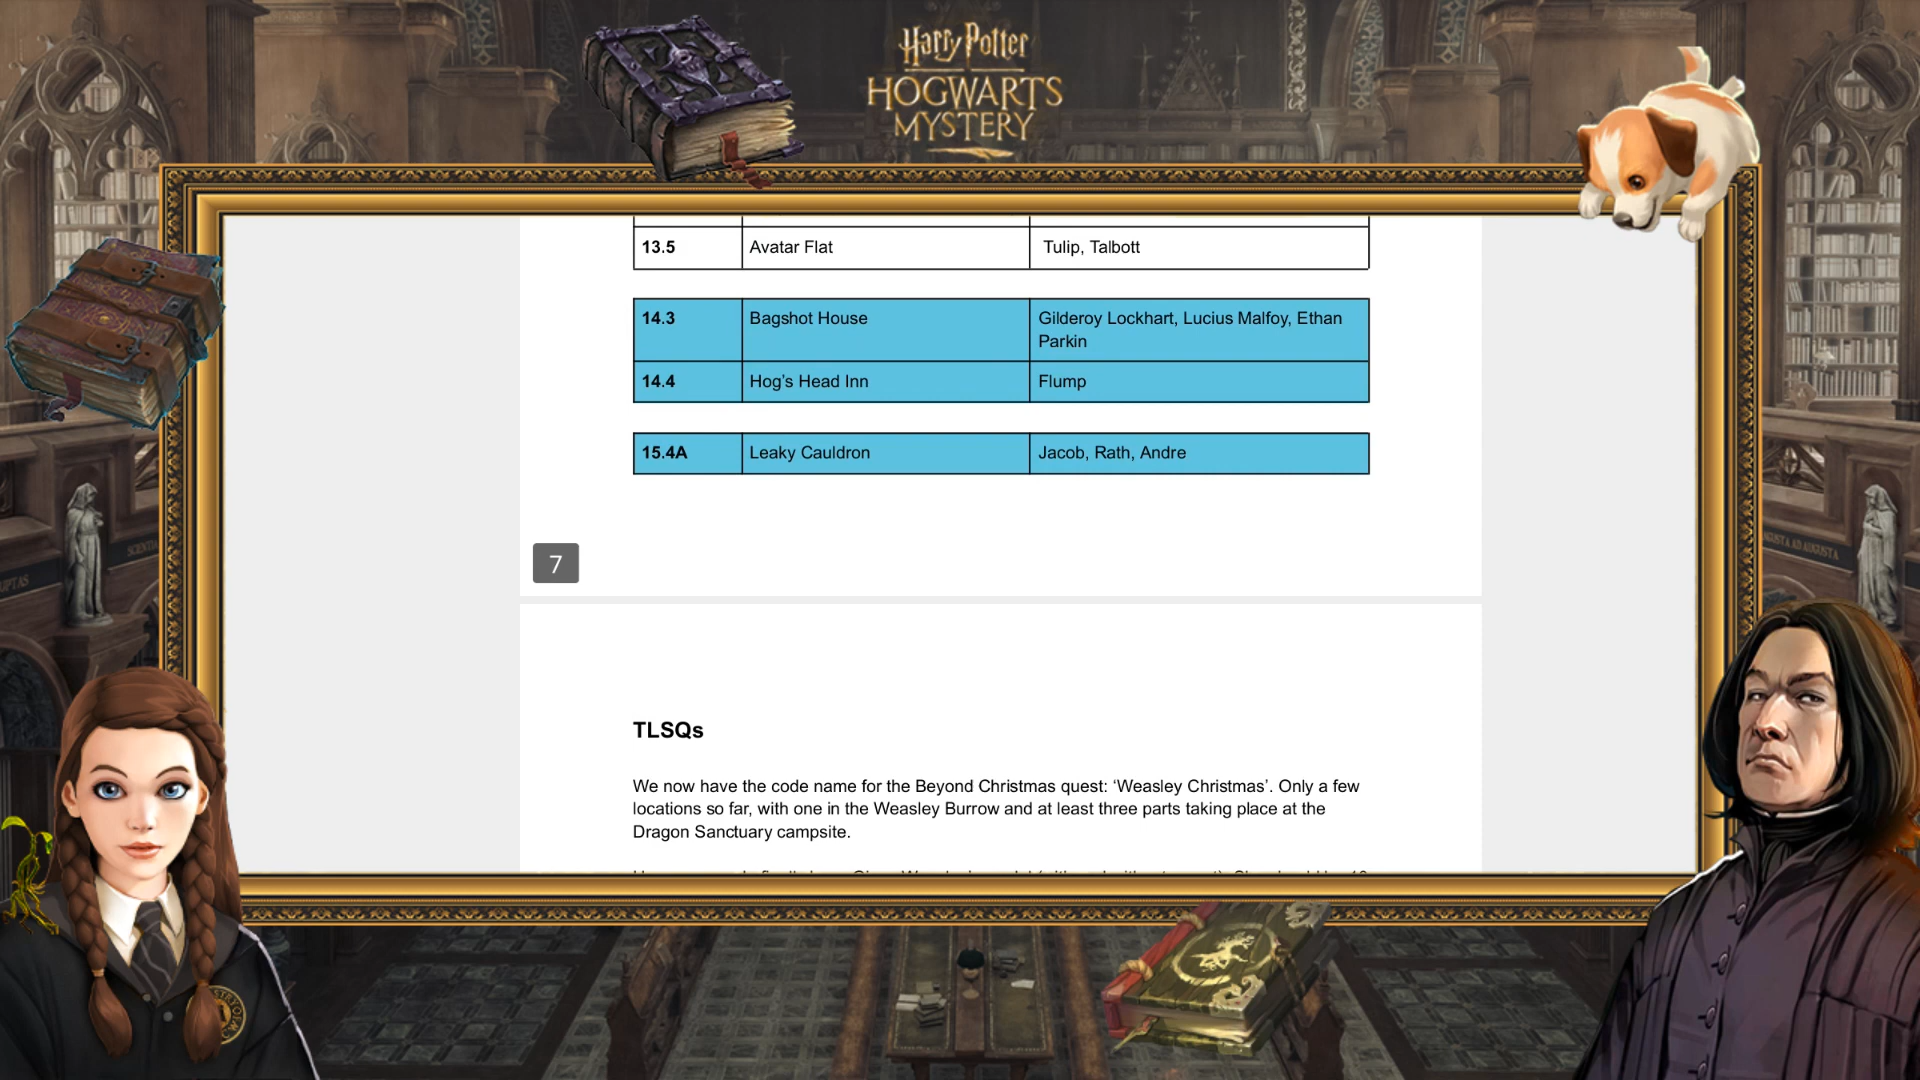 Harry Potter
HOGWARTS
MYSTERY
13.5 Avatar Flat Tulip, Talbott
14.3 Bagshot House Gilderoy Lockhart, Lucius Malfoy, Ethan
Parkin
14.4 Hog's Head Inn Flump
15.4A Leaky Cauldron Jacob, Rath, Andre
7
TLSQs
We now have the code name for the Beyond Christmas quest: ‘Weasley Christmas’. Only a few
locations so far, with one in the Weasley Burrow and at least three parts taking place at the
Dragon Sanctuary campsite.